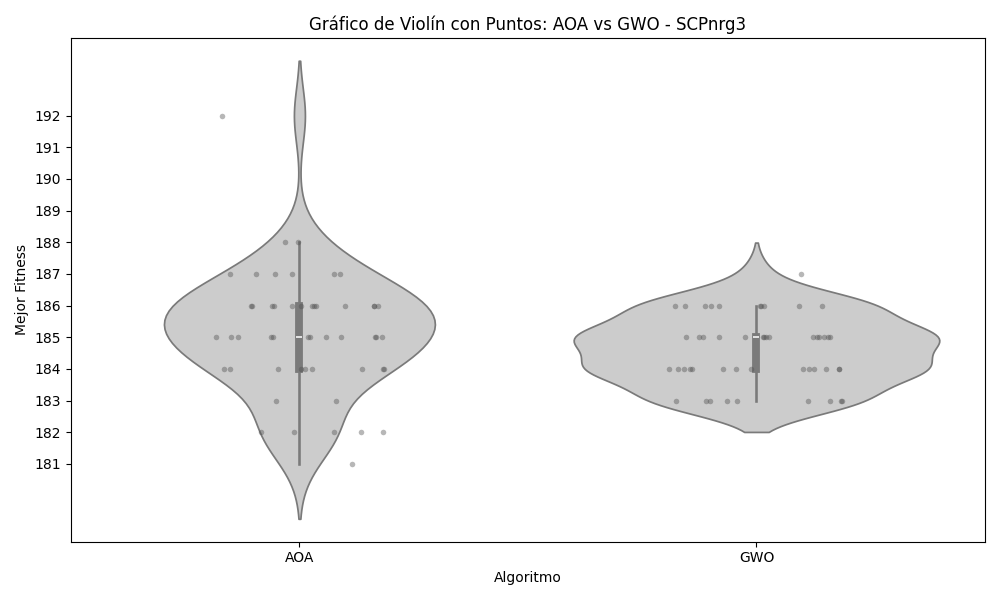 Gráfico de Violín con Puntos: AOA vs GWO - SCPnrg3
192
191
190
189
188
187
186
185
184
183
182
181
Mejor Fitness
AOA
GWO
Algoritmo